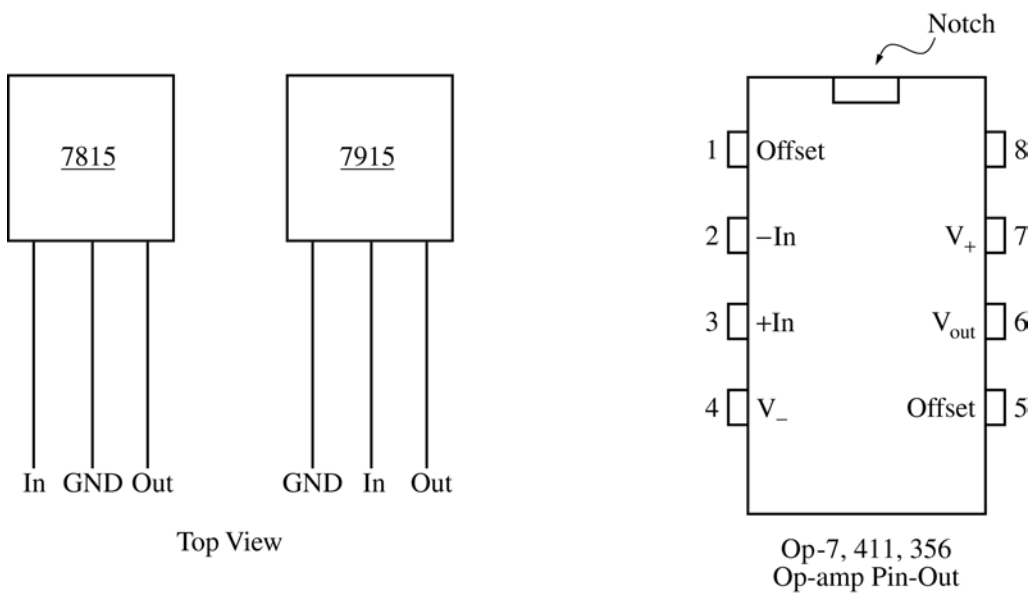 Notch
7815
7915
1 Offset
8
2 −In
V+ 7
3 +In
Vout 6
4 V−
Offset 5
In GND Out
GND In Out
Top View
Op-7, 411, 356
Op-amp Pin-Out